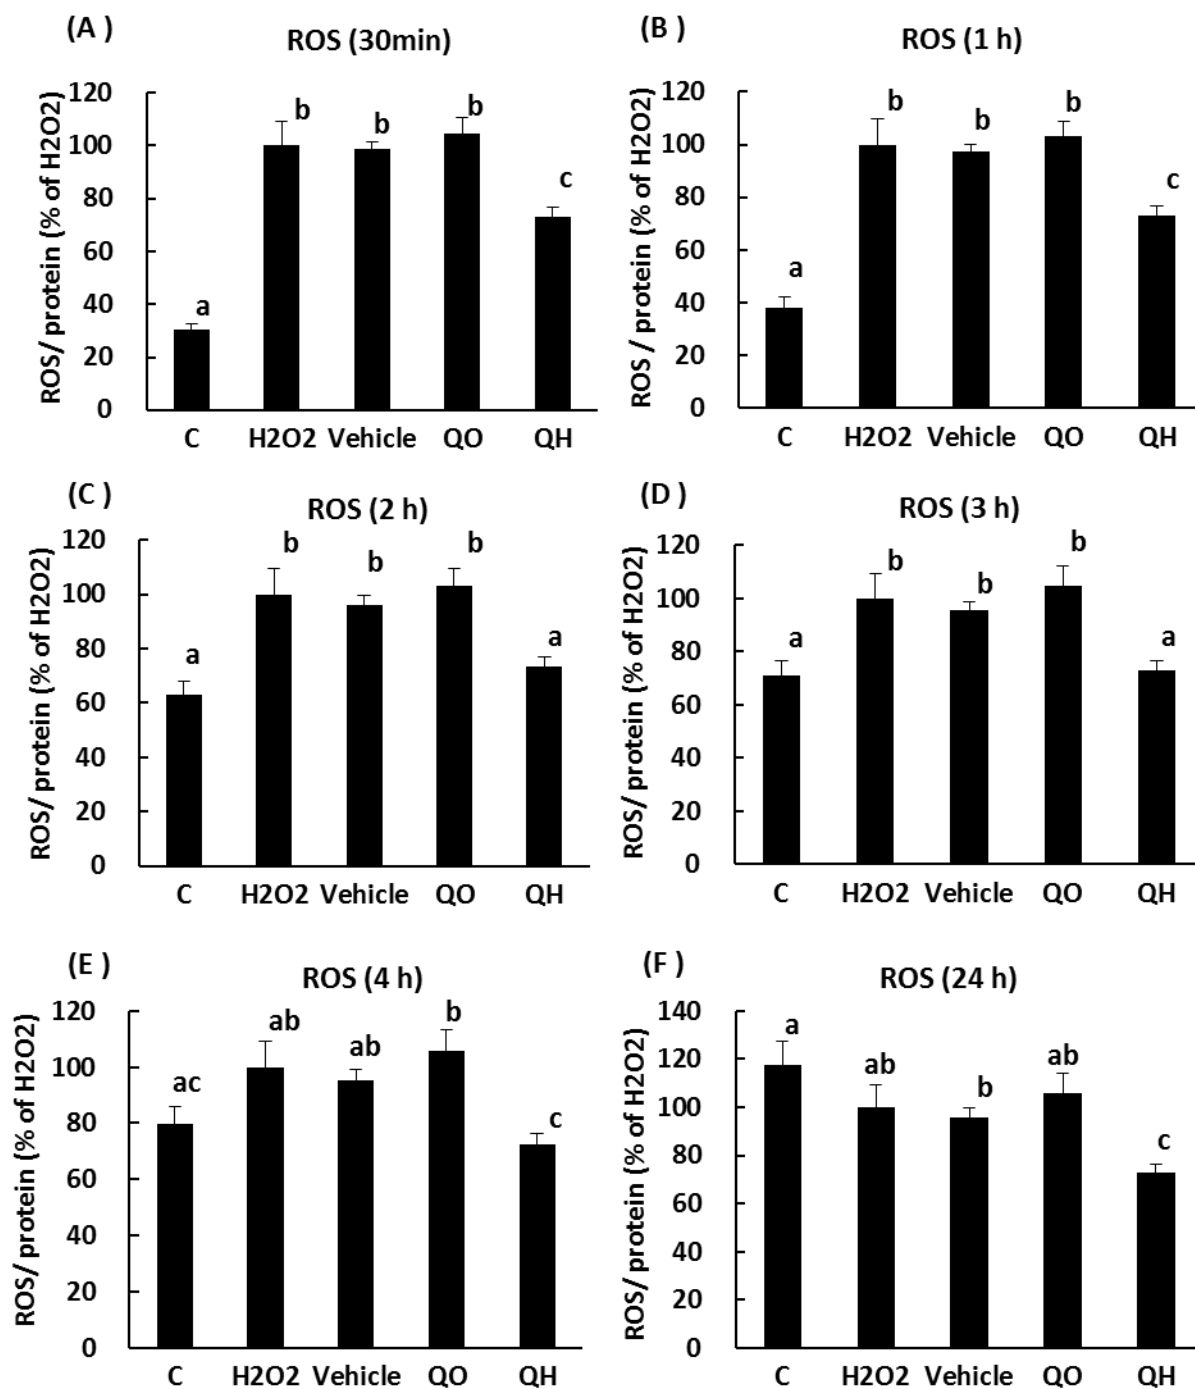 (A )
ROS (30min)
ROS/ protein (% of H2O2)
120
100
80
60
40
20
0
a
b
b
b
c
C H2O2 Vehicle QO QH
(B )
ROS (1 h)
ROS / protein (% of H2O2)
120
100
80
60
40
20
0
a
b
b
b
c
C H2O2 Vehicle QO QH
(C )
ROS (2 h)
ROS/ protein (% of H2O2)
120
100
80
60
40
20
0
a
b
b
b
a
C H2O2 Vehicle QO QH
(D )
ROS (3 h)
ROS/ protein (% of H2O2)
120
100
80
60
40
20
0
a
b
b
b
a
C H2O2 Vehicle QO QH
(E )
ROS (4 h)
ROS/ protein (% of H2O2)
120
100
80
60
40
20
0
ac
ab
ab
b
c
C H2O2 Vehicle QO QH
(F )
ROS (24 h)
ROS/ protein (% of H2O2)
140
120
100
80
60
40
20
0
a
ab
b
ab
c
C H2O2 Vehicle QO QH